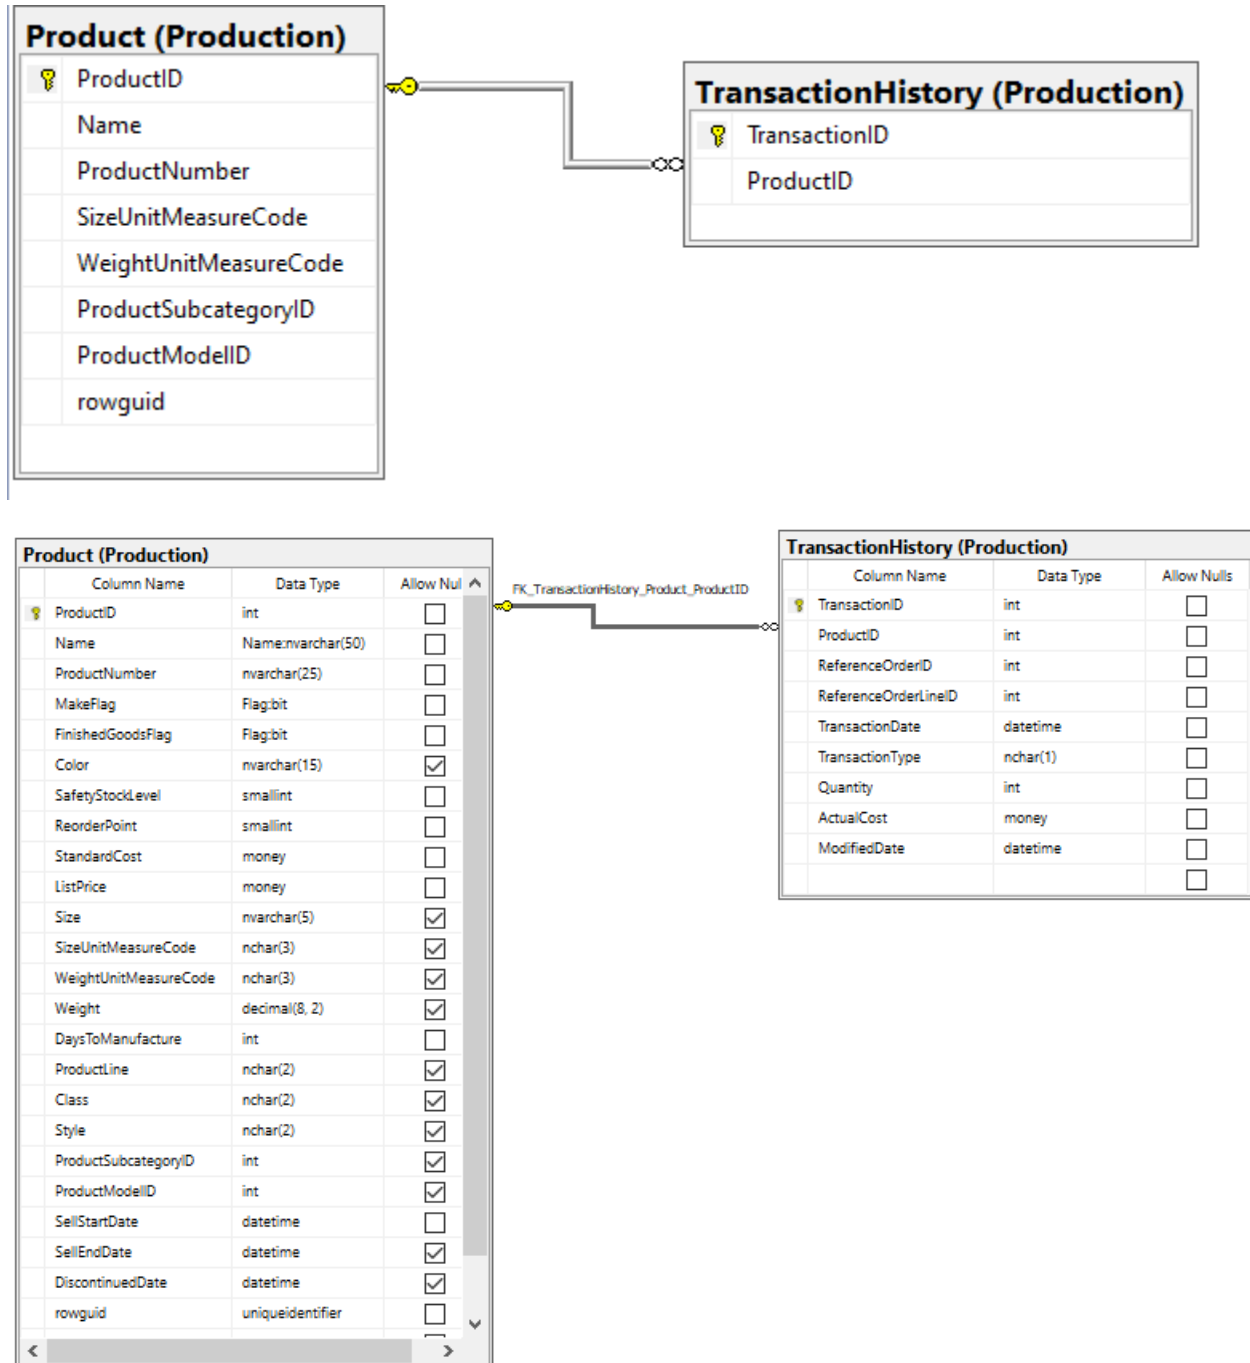 Product (Production)
ProductID
Name
ProductNumber
SizeUnitMeasureCode
WeightUnitMeasureCode
ProductSubcategoryID
ProductModelID
rowguid
TransactionHistory (Production)
TransactionID
ProductID
Product (Production)
Column Name Data Type Allow Nul
ProductID int
Name Name:nvarchar(50)
ProductNumber nvarchar(25)
MakeFlag Flag:bit
FinishedGoodsFlag Flag:bit
Color nvarchar(15)
SafetyStockLevel smallint
ReorderPoint smallint
StandardCost money
ListPrice money
Size nvarchar(5)
SizeUnitMeasureCode nchar(3)
WeightUnitMeasureCode nchar(3)
Weight decimal(8, 2)
DaysToManufacture int
ProductLine nchar(2)
Class nchar(2)
Style nchar(2)
ProductSubcategoryID int
ProductModelID int
SellStartDate datetime
SellEndDate datetime
DiscontinuedDate datetime
rowguid uniqueidentifier
FK_TransactionHistory_Product_ProductID
TransactionHistory (Production)
Column Name Data Type Allow Nulls
TransactionID int
ProductID int
ReferenceOrderID int
ReferenceOrderLineID int
TransactionDate datetime
TransactionType nchar(1)
Quantity int
ActualCost money
ModifiedDate datetime